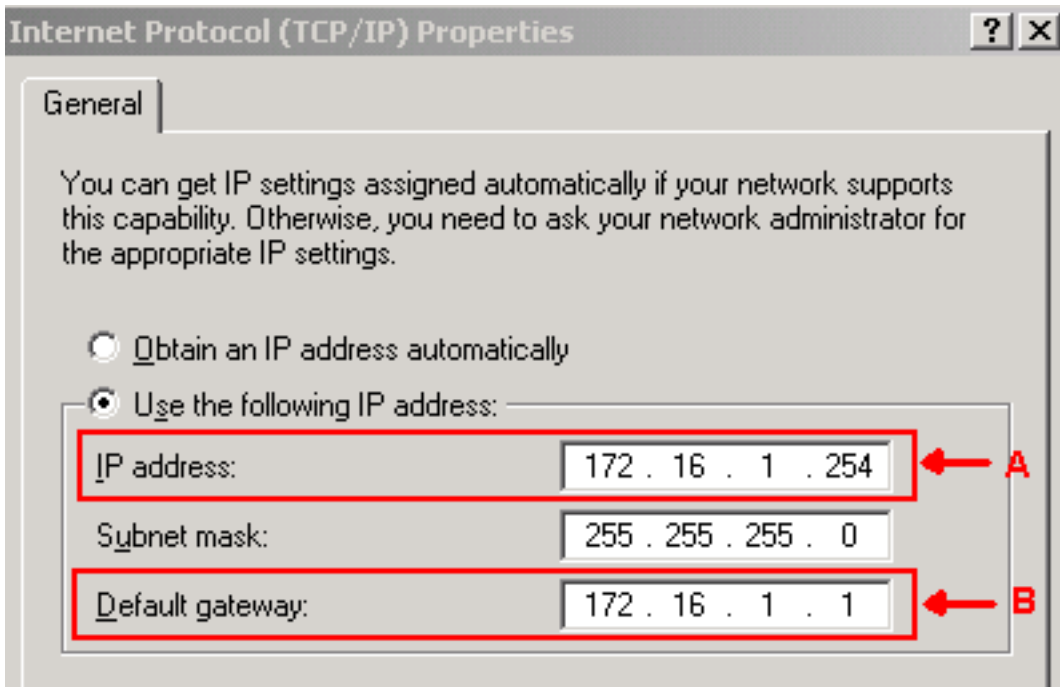 Internet Protocol (TCP/IP) Properties
General
You can get IP settings assigned automatically if your network supports
this capability. Otherwise, you need to ask your network administrator for
the appropriate IP settings.
Obtain an IP address automatically
Use the following IP address:
IP address: 172 . 16 . 1 . 254 A
Subnet mask: 255 . 255 . 255 . 0
Default gateway: 172 . 16 . 1 . 1 B